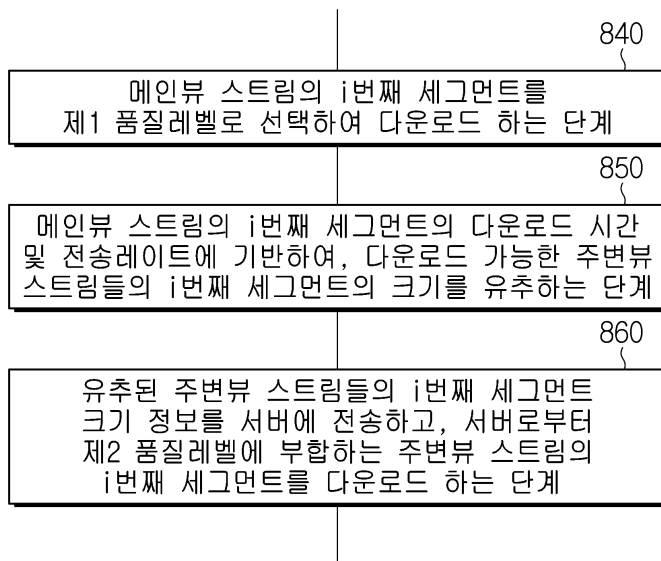 840
메인뷰 스트림의 i번째 세그먼트를
제1 품질레벨로 선택하여 다운로드 하는 단계
850
메인뷰 스트림의 i번째 세그먼트의 다운로드 시간
및 전송레이트에 기반하여, 다운로드 가능한 주변뷰
스트림들의 i번째 세그먼트의 크기를 유추하는 단계
860
유추된 주변뷰 스트림들의 i번째 세그먼트
크기 정보를 서버에 전송하고, 서버로부터
제2 품질레벨에 부합하는 주변뷰 스트림의
i번째 세그먼트를 다운로드 하는 단계